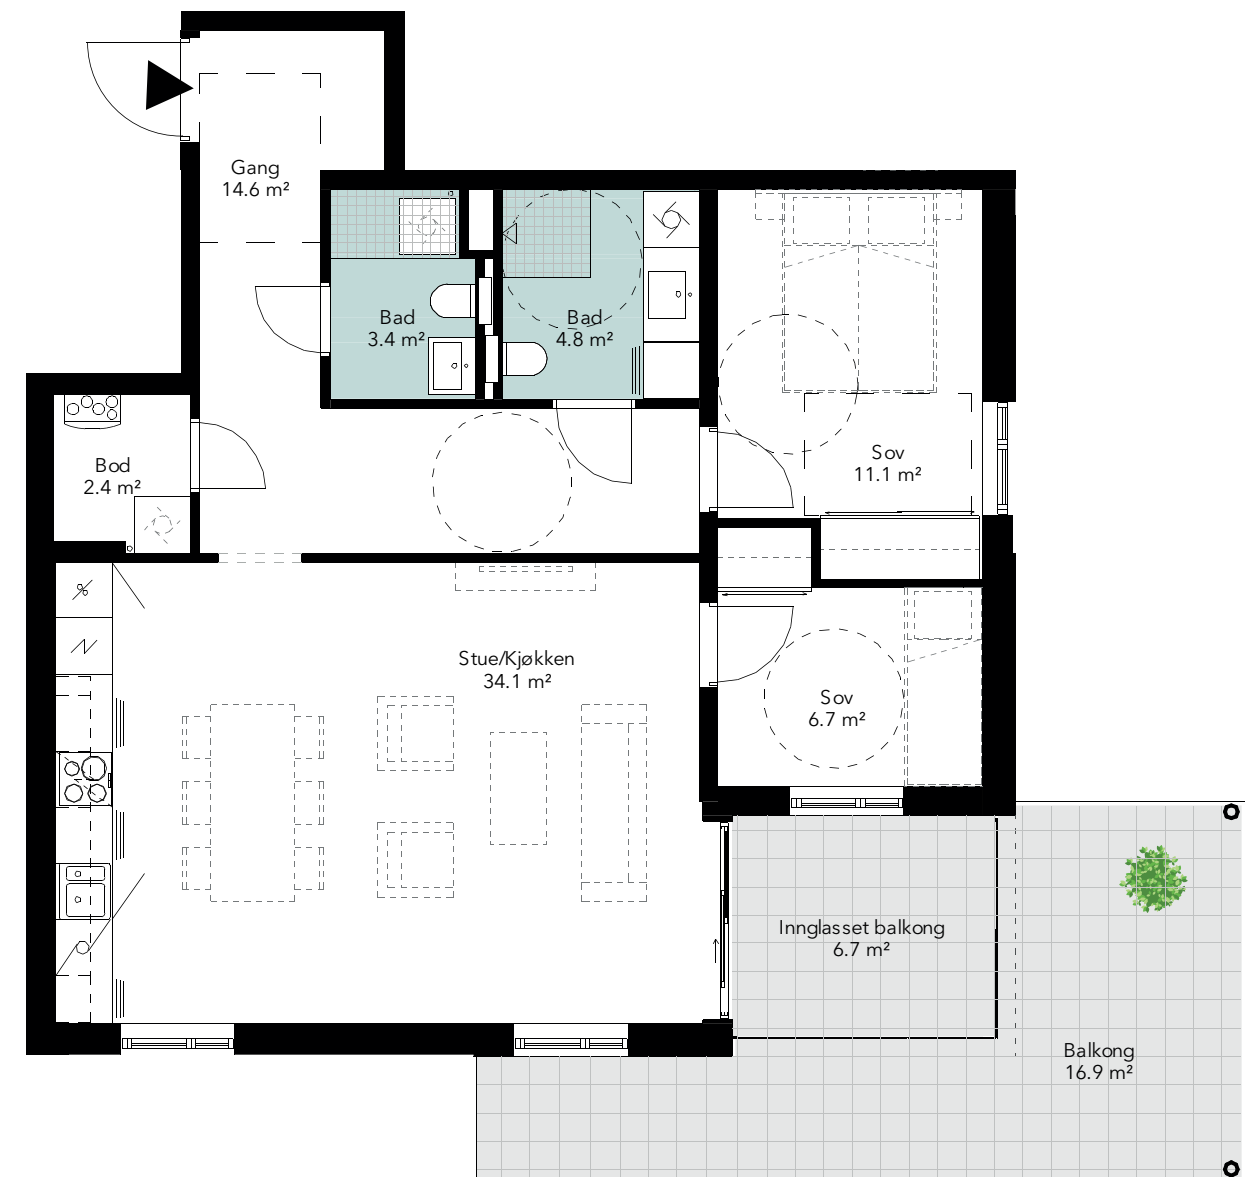 Gang
14.6 m²
Bad
3.4 m²
Bad
4.8 m²
Sov
11.1 m²
Bod
2.4 m²
Stue/Kjøkken
34.1 m²
Sov
6.7 m²
Innglasset balkong
6.7 m²
Balkong
16.9 m²